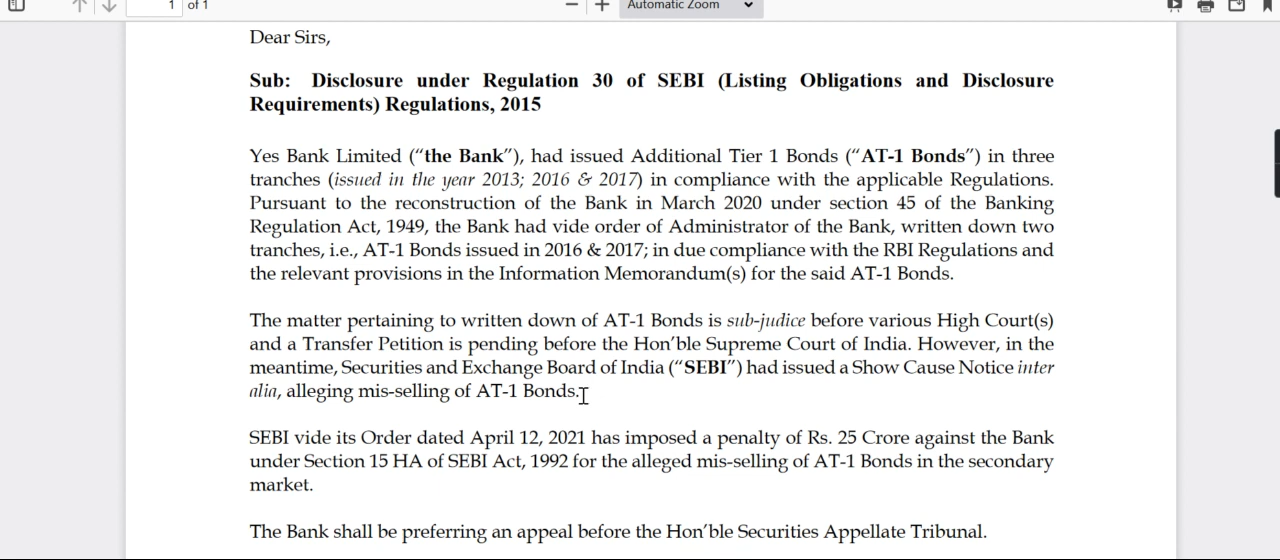 1 of 1 Automatic Zoom
Dear Sirs,
Sub: Disclosure under Regulation 30 of SEBI (Listing Obligations and Disclosure
Requirements) Regulations, 2015
Yes Bank Limited (“the Bank”), had issued Additional Tier 1 Bonds (“AT-1 Bonds”) in three
tranches (issued in the year 2013; 2016 & 2017) in compliance with the applicable Regulations.
Pursuant to the reconstruction of the Bank in March 2020 under section 45 of the Banking
Regulation Act, 1949, the Bank had vide order of Administrator of the Bank, written down two
tranches, i.e., AT-1 Bonds issued in 2016 & 2017; in due compliance with the RBI Regulations and
the relevant provisions in the Information Memorandum(s) for the said AT-1 Bonds.
The matter pertaining to written down of AT-1 Bonds is sub-judice before various High Court(s)
and a Transfer Petition is pending before the Hon’ble Supreme Court of India. However, in the
meantime, Securities and Exchange Board of India (“SEBI”) had issued a Show Cause Notice inter
alia, alleging mis-selling of AT-1 Bonds.
SEBI vide its Order dated April 12, 2021 has imposed a penalty of Rs. 25 Crore against the Bank
under Section 15 HA of SEBI Act, 1992 for the alleged mis-selling of AT-1 Bonds in the secondary
market.
The Bank shall be preferring an appeal before the Hon’ble Securities Appellate Tribunal.